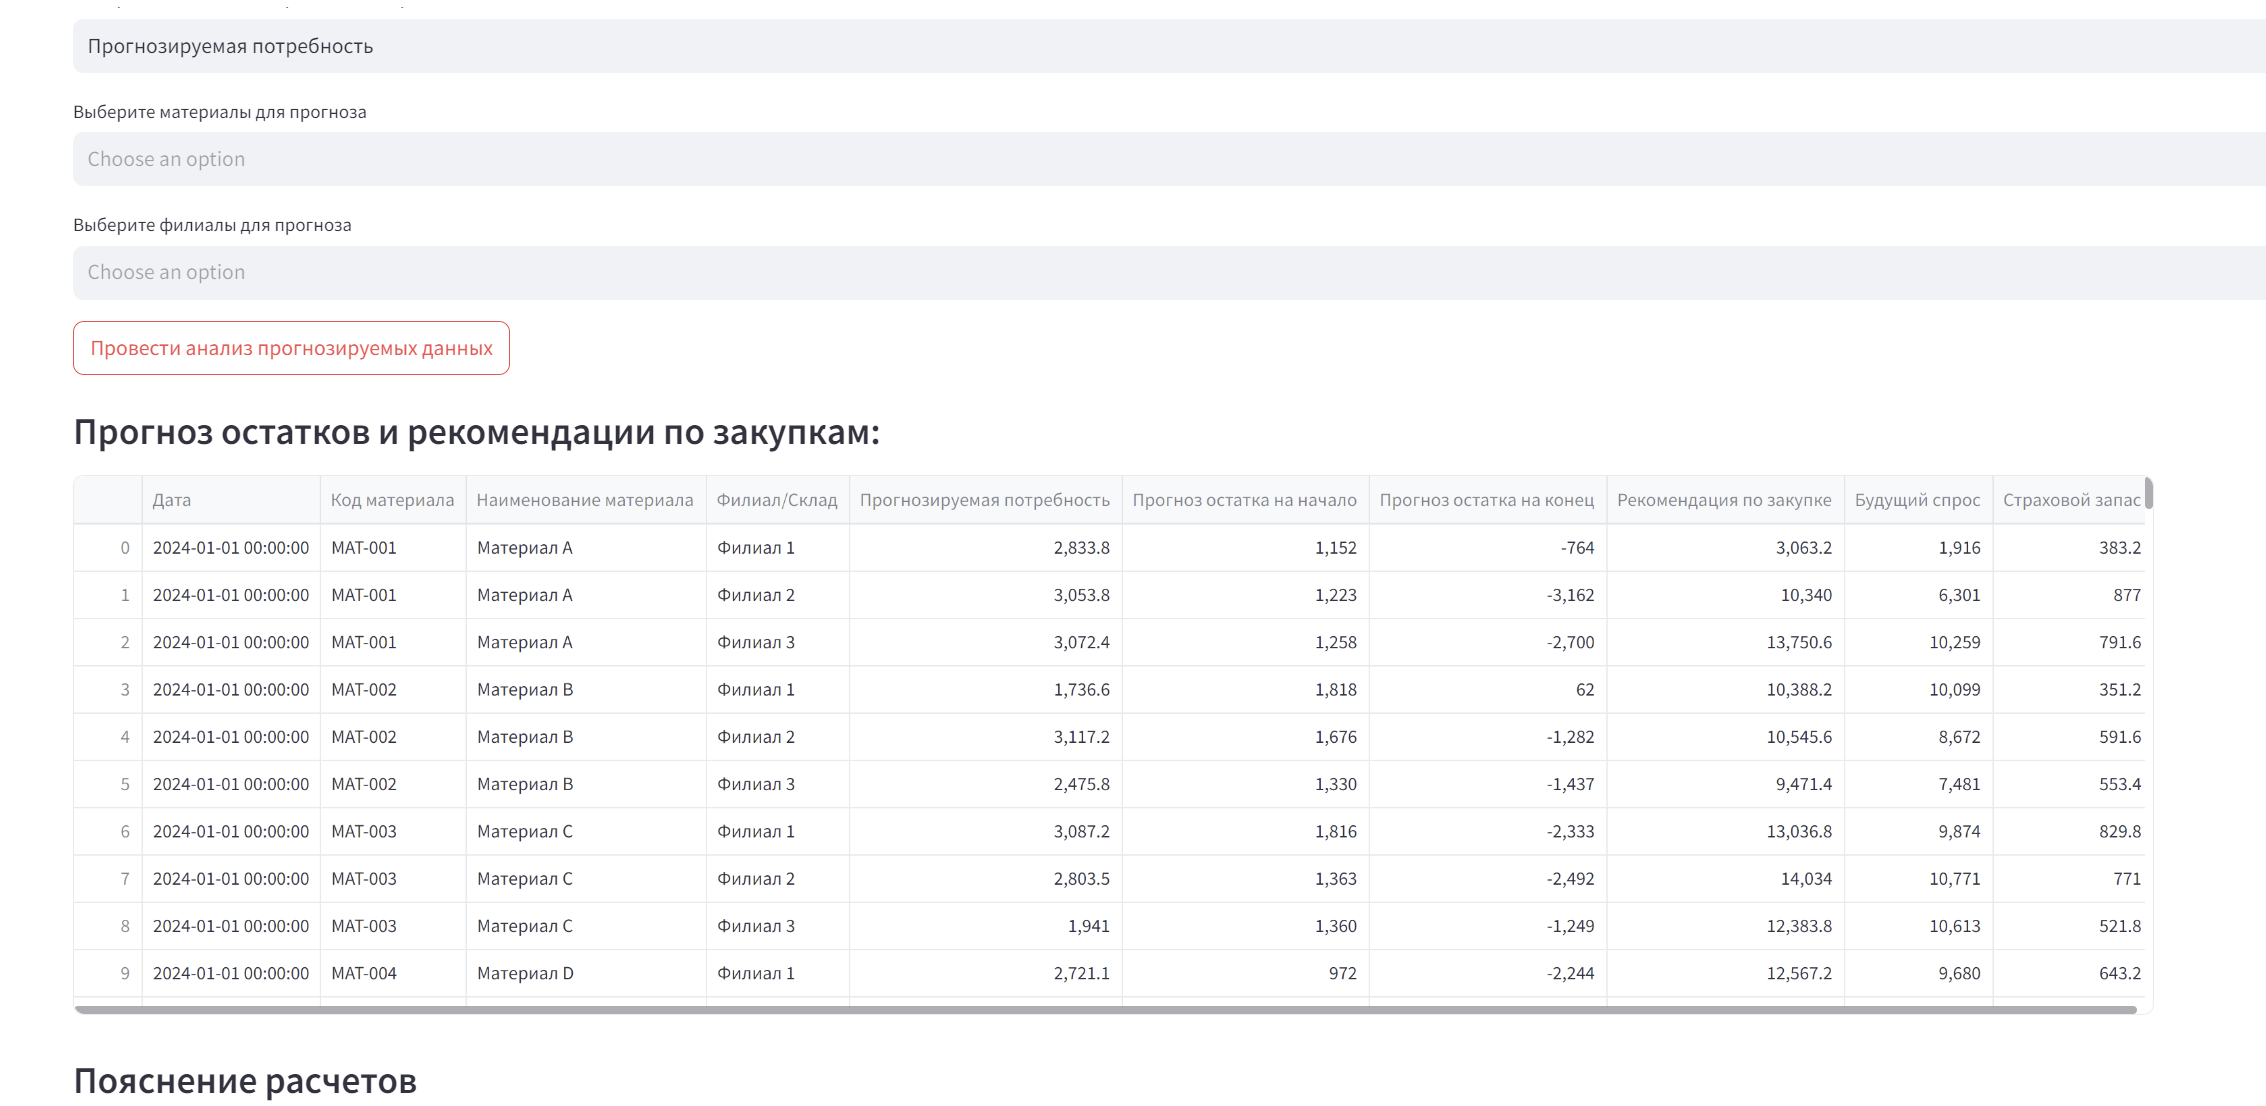 Прогнозируемая потребность
Выберите материалы для прогноза
Choose an option
Выберите филиалы для прогноза
Choose an option
Провести анализ прогнозируемых данных
Прогноз остатков и рекомендации по закупкам:
Дата Код материала Наименование материала Филиал/Склад Прогнозируемая потребность Прогноз остатка на начало Прогноз остатка на конец Рекомендация по закупке Будущий спрос Страховой запас
0 2024-01-01 00:00:00 МАТ-001 Материал A Филиал 1 2,833.8 1,152 -764 3,063.2 1,916 383.2
1 2024-01-01 00:00:00 МАТ-001 Материал A Филиал 2 3,053.8 1,223 -3,162 10,340 6,301 877
2 2024-01-01 00:00:00 МАТ-001 Материал A Филиал 3 3,072.4 1,258 -2,700 13,750.6 10,259 791.6
3 2024-01-01 00:00:00 МАТ-002 Материал B Филиал 1 1,736.6 1,818 62 10,388.2 10,099 351.2
4 2024-01-01 00:00:00 МАТ-002 Материал B Филиал 2 3,117.2 1,676 -1,282 10,545.6 8,672 591.6
5 2024-01-01 00:00:00 МАТ-002 Материал B Филиал 3 2,475.8 1,330 -1,437 9,471.4 7,481 553.4
6 2024-01-01 00:00:00 МАТ-003 Материал C Филиал 1 3,087.2 1,816 -2,333 13,036.8 9,874 829.8
7 2024-01-01 00:00:00 МАТ-003 Материал C Филиал 2 2,803.5 1,363 -2,492 14,034 10,771 771
8 2024-01-01 00:00:00 МАТ-003 Материал C Филиал 3 1,941 1,360 -1,249 12,383.8 10,613 521.8
9 2024-01-01 00:00:00 МАТ-004 Материал D Филиал 1 2,721.1 972 -2,244 12,567.2 9,680 643.2
Пояснение расчетов